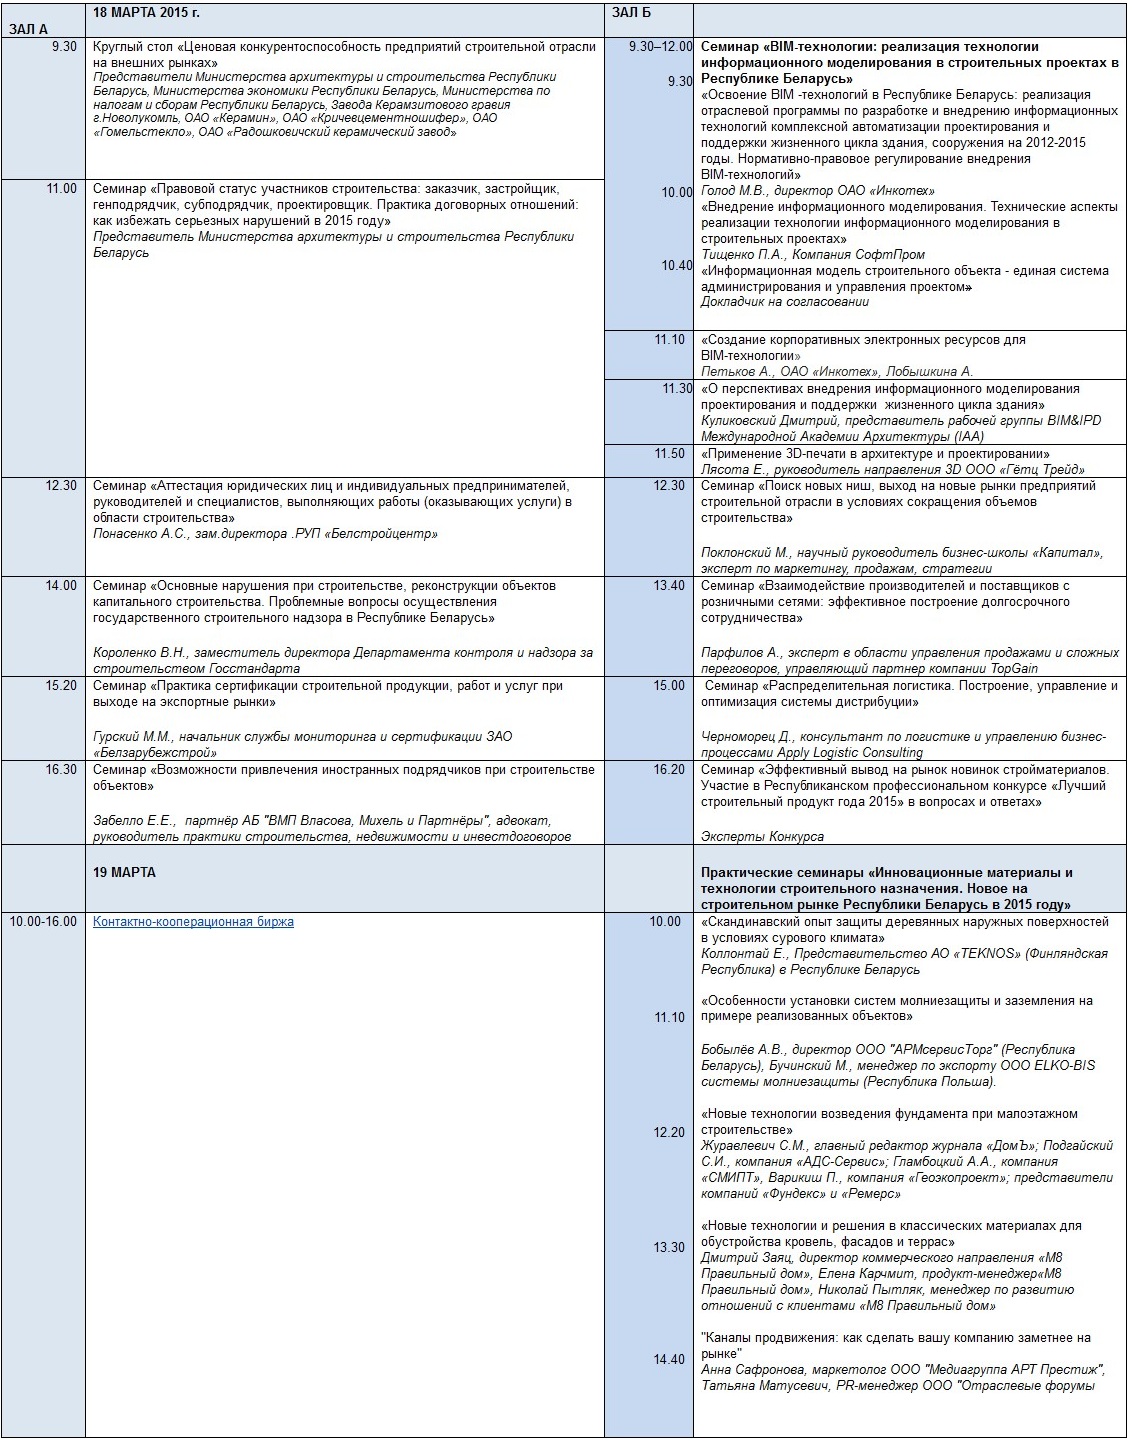 ЗАЛ А
18 МАРТА 2015 г.
ЗАЛ Б
9.30
Круглый стол «Ценовая конкурентоспособность предприятий строительной отрасли
на внешних рынках»
Представители Министерства архитектуры и строительства Республики
Беларусь, Министерства экономики Республики Беларусь, Министерства по
налогам и сборам Республики Беларусь, Завода Керамзитового гравия
г.Новолукомль, ОАО «Керамин», ОАО «Кричевцементношифер», ОАО
«Гомельстекло», ОАО «Радошковичский керамический завод»
9.30–12.00
Семинар «BIM-технологии: реализация технологии
информационного моделирования в строительных проектах в
Республике Беларусь»
9.30
«Освоение BIM -технологий в Республике Беларусь: реализация
отраслевой программы по разработке и внедрению информационных
технологий комплексной автоматизации проектирования и
поддержки жизненного цикла здания, сооружения на 2012-2015
годы. Нормативно-правовое регулирование внедрения
BIM-технологий»
Голод М.В., директор ОАО «Инкотех»
10.00
«Внедрение информационного моделирования. Технические аспекты
реализации технологии информационного моделирования в
строительных проектах»
Тищенко П.А., Компания СофтПром
10.40
«Информационная модель строительного объекта - единая система
администрирования и управления проектом»
Докладчик на согласовании
11.00
Семинар «Правовой статус участников строительства: заказчик, застройщик,
генподрядчик, субподрядчик, проектировщик. Практика договорных отношений:
как избежать серьезных нарушений в 2015 году»
Представитель Министерства архитектуры и строительства Республики
Беларусь
11.10
«Создание корпоративных электронных ресурсов для
BIM-технологии»
Петьков А., ОАО «Инкотех», Лобышкина А.
11.30
«О перспективах внедрения информационного моделирования
проектирования и поддержки  жизненного цикла здания»
Куликовский Дмитрий, представитель рабочей группы BIM&IPD
Международной Академии Архитектуры (IAA)
11.50
«Применение 3D-печати в архитектуре и проектировании»
Лясота Е., руководитель направления 3D ООО «Гётц Трейд»
12.30
Семинар «Аттестация юридических лиц и индивидуальных предпринимателей,
руководителей и специалистов, выполняющих работы (оказывающих услуги) в
области строительства»
Понасенко А.С., зам.директора .РУП «Белстройцентр»
12.30
Семинар «Поиск новых ниш, выход на новые рынки предприятий
строительной отрасли в условиях сокращения объемов
строительства»
Поклонский М., научный руководитель бизнес-школы «Капитал»,
эксперт по маркетингу, продажам, стратегии
14.00
Семинар «Основные нарушения при строительстве, реконструкции объектов
капитального строительства. Проблемные вопросы осуществления
государственного строительного надзора в Республике Беларусь»
Короленко В.Н., заместитель директора Департамента контроля и надзора за
строительством Госстандарта
13.40
Семинар «Взаимодействие производителей и поставщиков с
розничными сетями: эффективное построение долгосрочного
сотрудничества»
Парфилов А., эксперт в области управления продажами и сложных
переговоров, управляющий партнер компании TopGain
15.20
Семинар «Практика сертификации строительной продукции, работ и услуг при
выходе на экспортные рынки»
Гурский М.М., начальник службы мониторинга и сертификации ЗАО
«Белзарубежстрой»
15.00
Семинар «Распределительная логистика. Построение, управление и
оптимизация системы дистрибуции»
Черноморец Д., консультант по логистике и управлению бизнес-
процессами Apply Logistic Consulting
16.30
Семинар «Возможности привлечения иностранных подрядчиков при строительстве
объектов»
Забелло Е.Е.,  партнёр АБ "ВМП Власова, Михель и Партнёры", адвокат,
руководитель практики строительства, недвижимости и инвестдоговоров
16.20
Семинар «Эффективный вывод на рынок новинок стройматериалов.
Участие в Республиканском профессиональном конкурсе «Лучший
строительный продукт года 2015» в вопросах и ответах»
Эксперты Конкурса
19 МАРТА
Практические семинары «Инновационные материалы и
технологии строительного назначения. Новое на
строительном рынке Республики Беларусь в 2015 году»
10.00-16.00
Контактно-кооперационная биржа
10.00
«Скандинавский опыт защиты деревянных наружных поверхностей
в условиях сурового климата»
Коллонтай Е., Представительство АО «TEKNOS» (Финляндская
Республика) в Республике Беларусь
11.10
«Особенности установки систем молниезащиты и заземления на
примере реализованных объектов»
Бобылёв А.В., директор ООО "АРМсервисТорг" (Республика
Беларусь), Бучинский М., менеджер по экспорту ООО ELKO-BIS
системы молниезащиты (Республика Польша).
12.20
«Новые технологии возведения фундамента при малоэтажном
строительстве»
Журавлевич С.М., главный редактор журнала «ДомЪ»; Подгайский
С.И., компания «АДС-Сервис»; Гламбоцкий А.А., компания
«СМИПТ», Варикиш П., компания «Геоэкопроект»; представители
компаний «Фундекс» и «Ремерс»
13.30
«Новые технологии и решения в классических материалах для
обустройства кровель, фасадов и террас»
Дмитрий Заяц, директор коммерческого направления «М8
Правильный дом», Елена Карчмит, продукт-менеджер«М8
Правильный дом», Николай Пытляк, менеджер по развитию
отношений с клиентами «М8 Правильный дом»
14.40
"Каналы продвижения: как сделать вашу компанию заметнее на
рынке"
Анна Сафронова, маркетолог ООО "Медиагруппа АРТ Престиж",
Татьяна Матусевич, PR-менеджер ООО "Отраслевые форумы